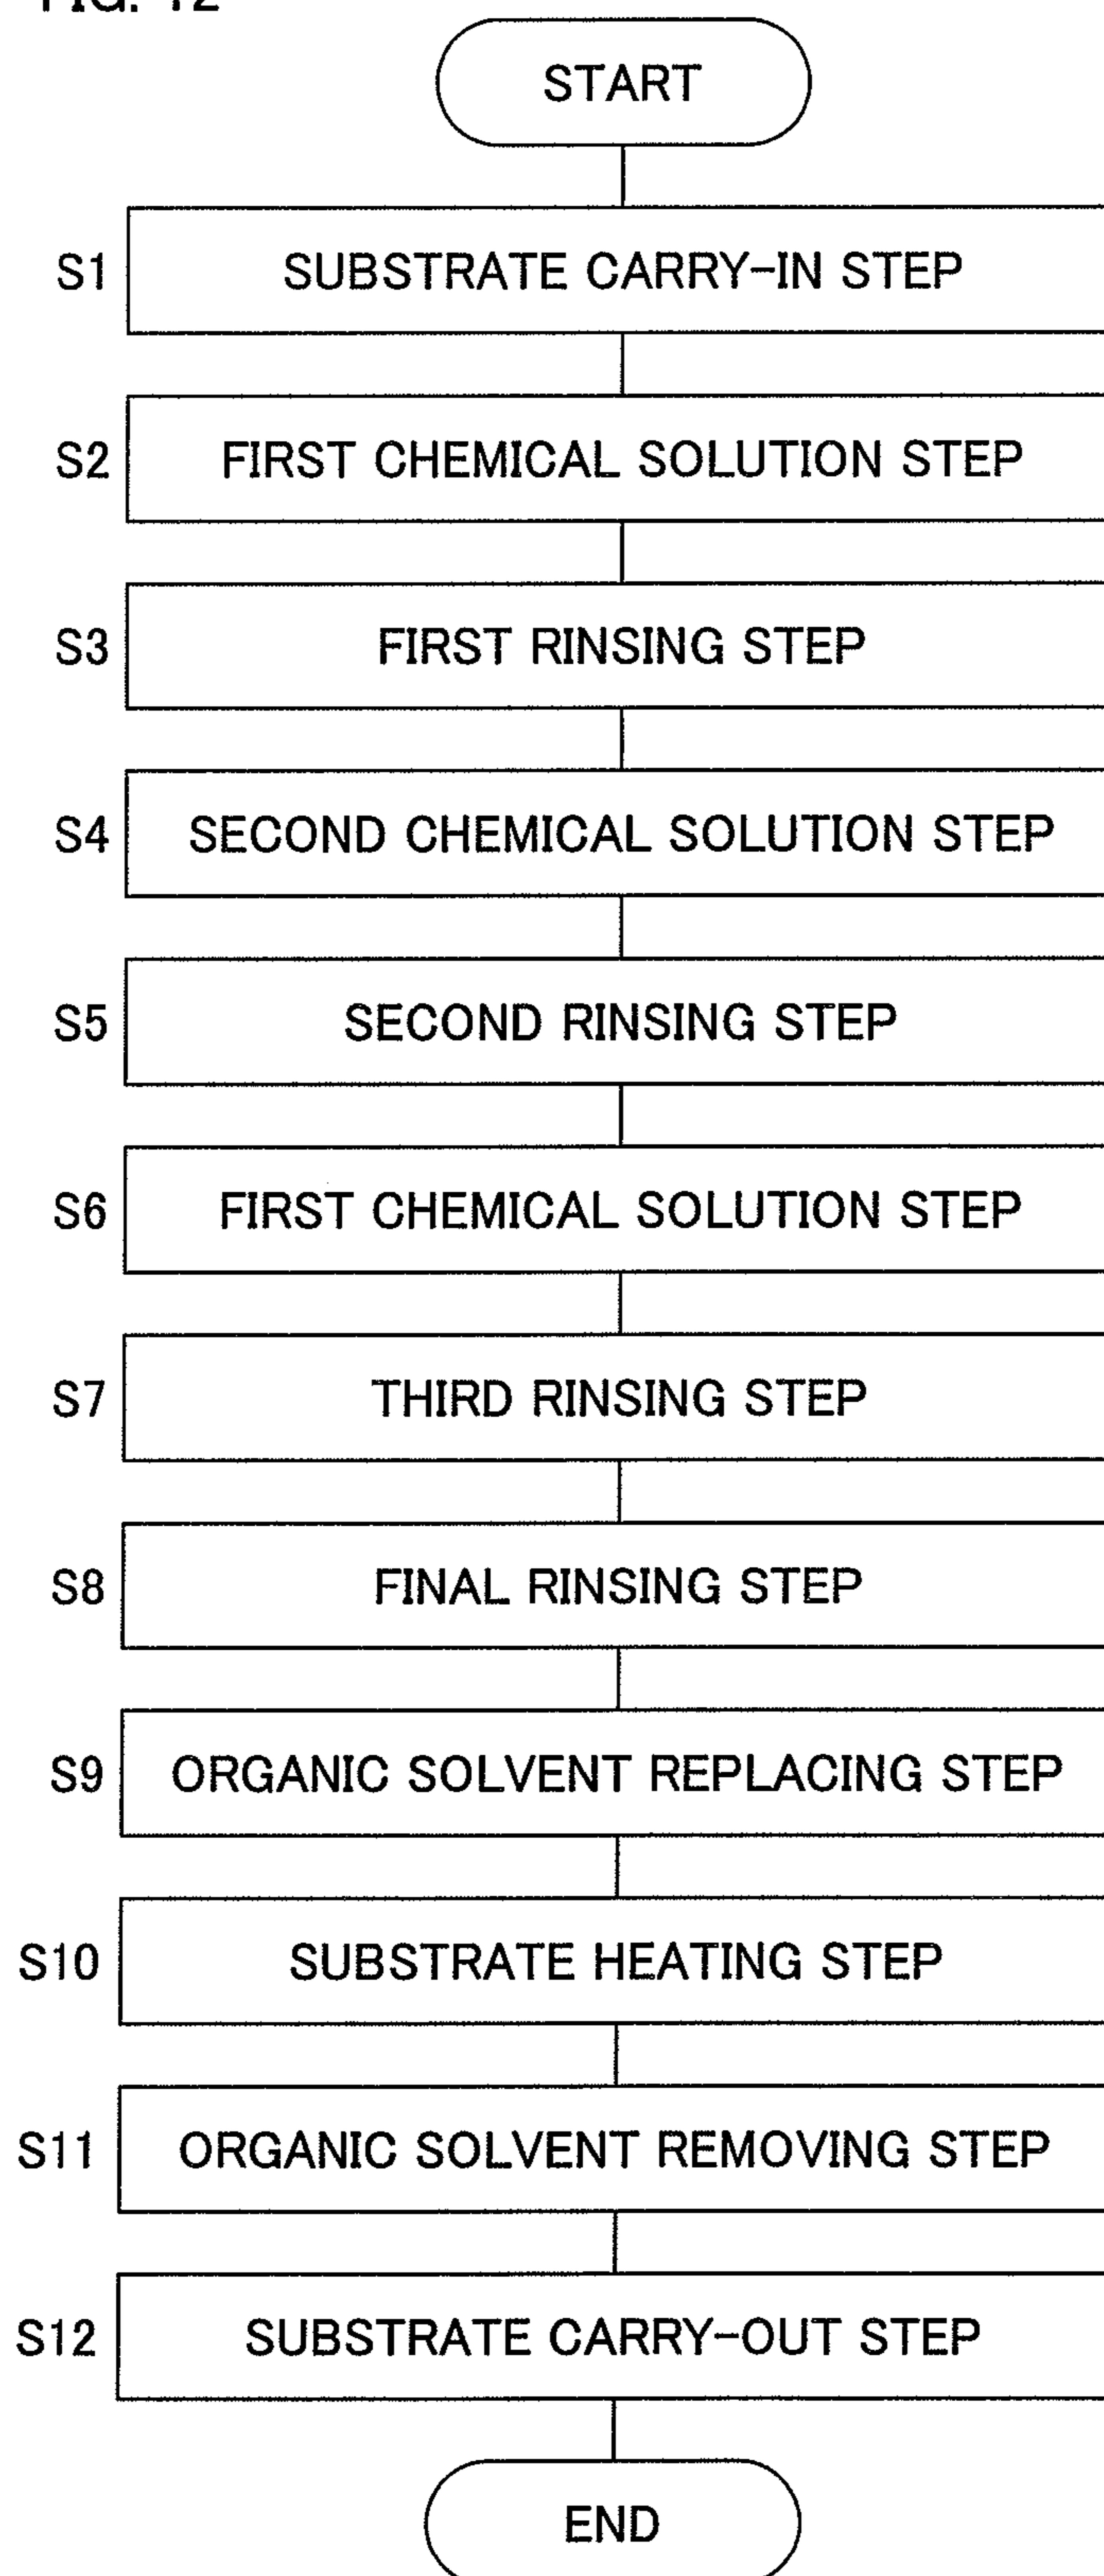 FIG. 12
START
S1 SUBSTRATE CARRY-IN STEP
S2 FIRST CHEMICAL SOLUTION STEP
S3 FIRST RINSING STEP
S4 SECOND CHEMICAL SOLUTION STEP
S5 SECOND RINSING STEP
S6 FIRST CHEMICAL SOLUTION STEP
S7 THIRD RINSING STEP
S8 FINAL RINSING STEP
S9 ORGANIC SOLVENT REPLACING STEP
S10 SUBSTRATE HEATING STEP
S11 ORGANIC SOLVENT REMOVING STEP
S12 SUBSTRATE CARRY-OUT STEP
END